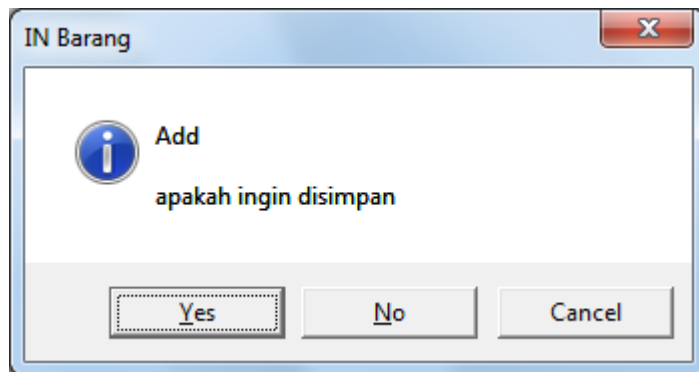 IN Barang
Add
apakah ingin disimpan
Yes
No
Cancel